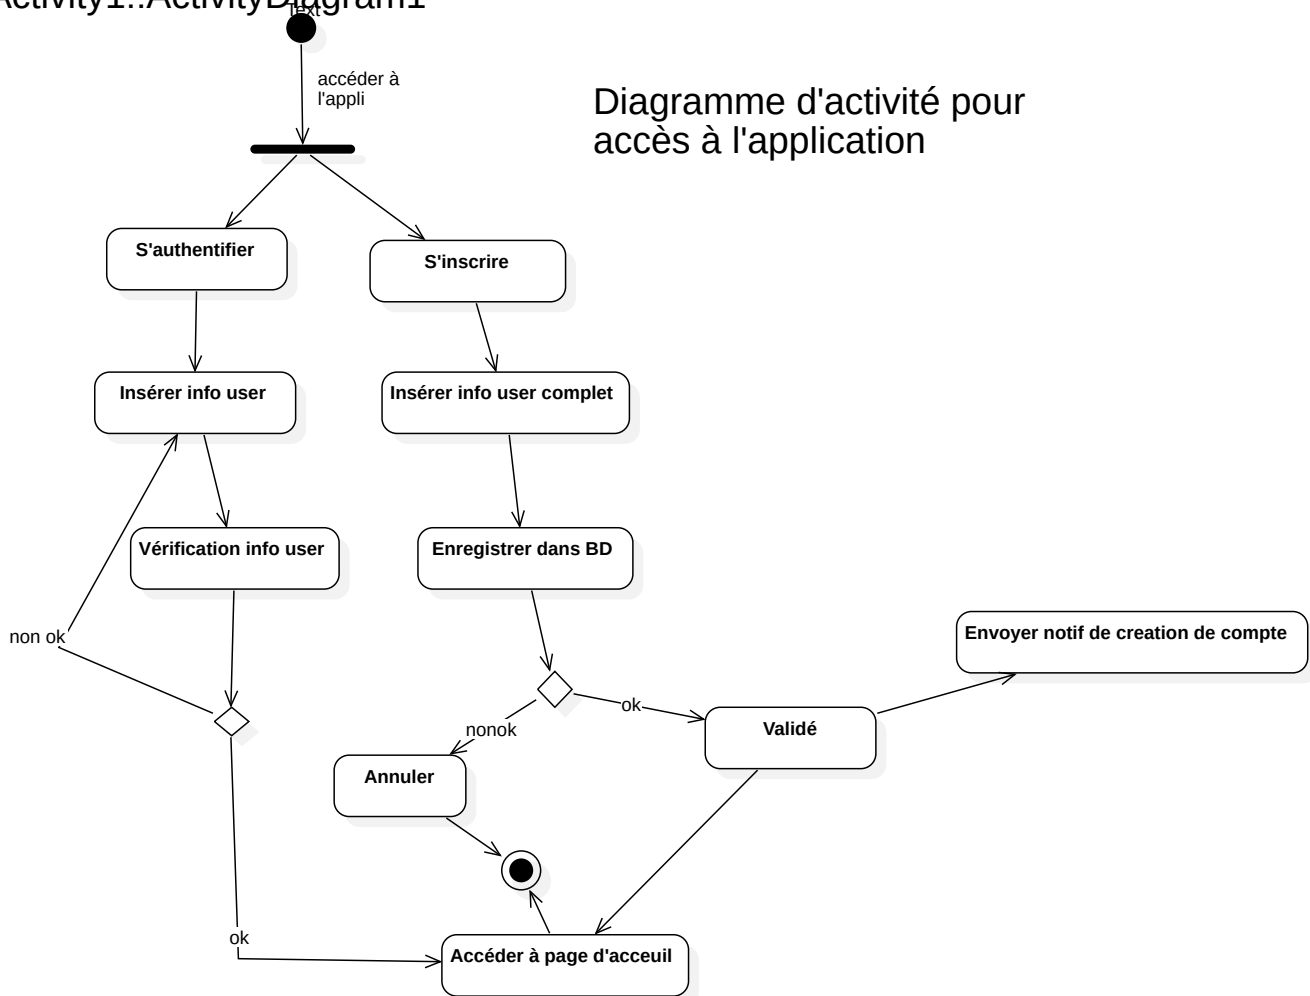 Activity1::ActivityDiagram1
Text
accéder à
l'appli
Diagramme d'activité pour
accès à l'application
S'authentifier
S'inscrire
Insérer info user
Insérer info user complet
Vérification info user
Enregistrer dans BD
non ok
Envoyer notif de creation de compte
ok
nonok
Validé
Annuler
ok
Accéder à page d'acceuil